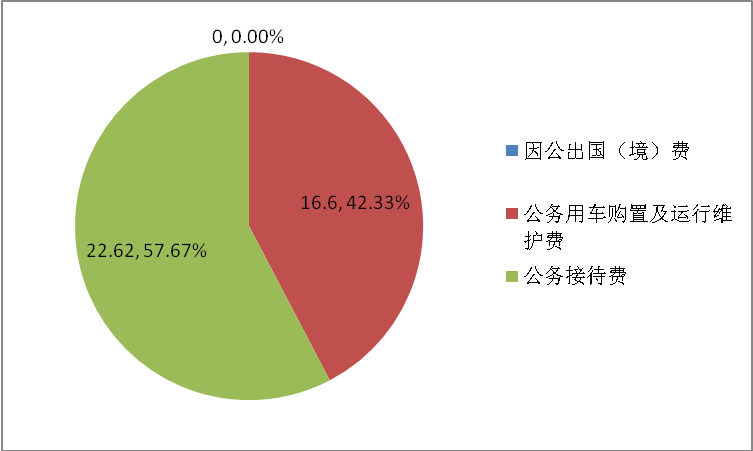 0, 0.00%
16.6, 42.33%
22.62, 57.67%
因公出国（境）费
公务用车购置及运行维
护费
公务接待费